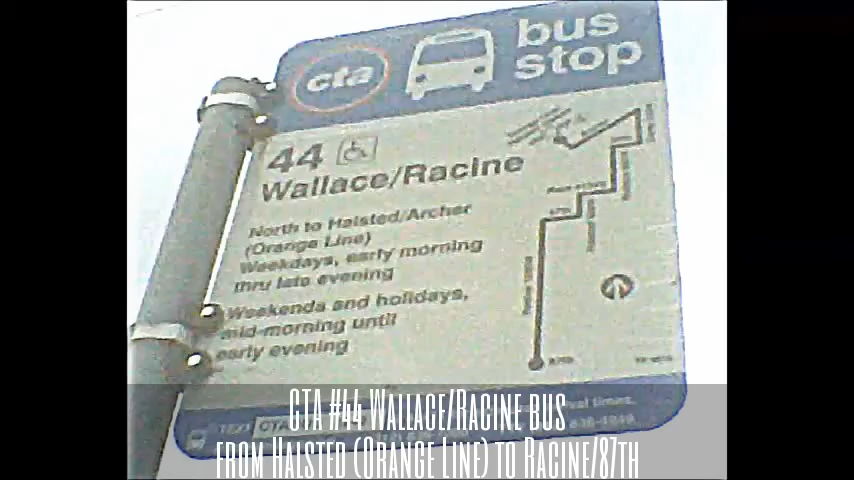 cta bus stop
44
Wallace/Racine
North to Halsted/Archer
(Orange Line)
Weekdays, early morning
thru late evening
Weekends and holidays,
mid-morning until
early evening
CTA #44 Wallace/Racine bus
from Halsted (Orange Line) to Racine/87th